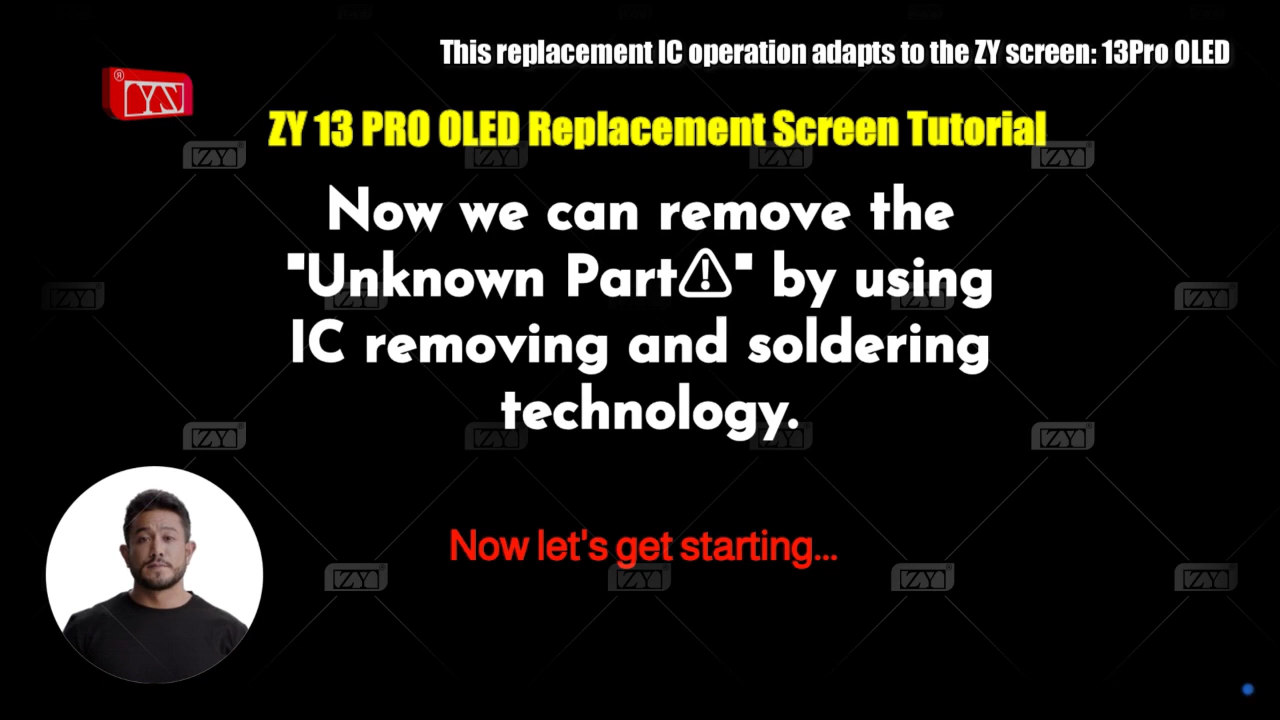 This replacement IC operation adapts to the ZY screen: 13Pro OLED
®
ZY
ZY 13 PRO OLED Replacement Screen Tutorial
Now we can remove the
"Unknown Part⚠" by using
IC removing and soldering
technology.
Now let's get starting...